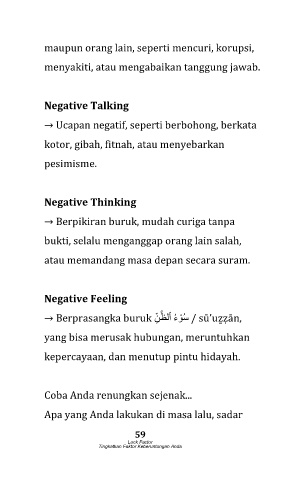 maupun orang lain, seperti mencuri, korupsi,
menyakiti, atau mengabaikan tanggung jawab.
Negative Talking
→ Ucapan negatif, seperti berbohong, berkata
kotor, gibah, fitnah, atau menyebarkan
pesimisme.
Negative Thinking
→ Berpikiran buruk, mudah curiga tanpa
bukti, selalu menganggap orang lain salah,
atau memandang masa depan secara suram.
Negative Feeling
→ Berprasangka buruk سُوْءُ ٱلظَّنِّ / sū’uẓẓān,
yang bisa merusak hubungan, meruntuhkan
kepercayaan, dan menutup pintu hidayah.
Coba Anda renungkan sejenak...
Apa yang Anda lakukan di masa lalu, sadar
59
Luck Factor
Tingkatkan Faktor Keberuntungan Anda